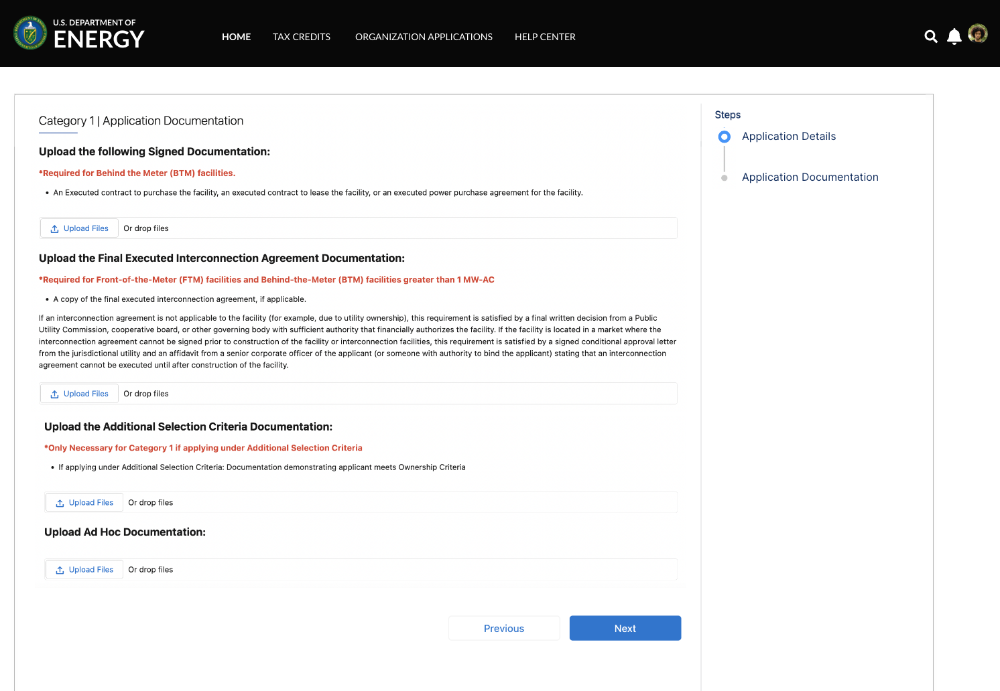 U.S. DEPARTMENT OF
ENERGY
HOME
TAX CREDITS
ORGANIZATION APPLICATIONS
HELP CENTER
Category 1 | Application Documentation
Upload the following Signed Documentation:
*Required for Behind the Meter (BTM) facilities.
• An Executed contract to purchase the facility, an executed contract to lease the facility, or an executed power purchase agreement for the facility.
Upload Files
Or drop files
Upload the Final Executed Interconnection Agreement Documentation:
*Required for Front-of-the-Meter (FTM) facilities and Behind-the-Meter (BTM) facilities greater than 1 MW-AC
• A copy of the final executed interconnection agreement, if applicable.
If an interconnection agreement is not applicable to the facility (for example, due to utility ownership), this requirement is satisfied by a final written decision from a Public
Utility Commission, cooperative board, or other governing body with sufficient authority that financially authorizes the facility. If the facility is located in a market where the
interconnection agreement cannot be signed prior to construction of the facility or interconnection facilities, this requirement is satisfied by a signed conditional approval letter
from the jurisdictional utility and an affidavit from a senior corporate officer of the applicant (or someone with authority to bind the applicant) stating that an interconnection
agreement cannot be executed until after construction of the facility.
Upload Files
Or drop files
Upload the Additional Selection Criteria Documentation:
*Only Necessary for Category 1 if applying under Additional Selection Criteria
• If applying under Additional Selection Criteria: Documentation demonstrating applicant meets Ownership Criteria
Upload Files
Or drop files
Upload Ad Hoc Documentation:
Upload Files
Or drop files
Previous
Next
Steps
Application Details
Application Documentation